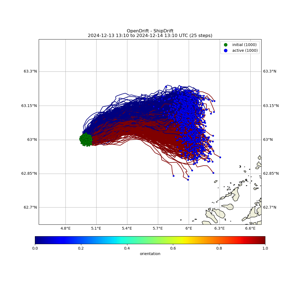 OpenDrift - ShipDrift
2024-12-13 13:10 to 2024-12-14 13:10 UTC (25 steps)
initial (1000)
active (1000)
63.3°N
63.3°N
63.15°N
63.15°N
63°N
63°N
62.85°N
62.85°N
62.7°N
62.7°N
4.8°E 5.1°E 5.4°E 5.7°E 6°E 6.3°E 6.6°E
0.0 0.2 0.4 0.6 0.8 1.0
orientation